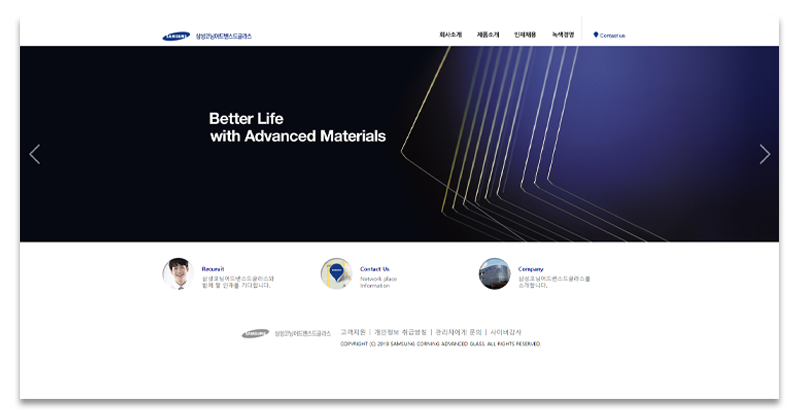 SAMSUNG 삼성코닝어드밴스드글라스
회사소개 제품소개 인재채용 녹색경영 Contact us
Better Life
with Advanced Materials
Recuruit
삼성코닝어드밴스드글라스와
함께 할 인재를 기다립니다.
Contact Us
Network place
Information
Company
삼성코닝어드밴스드글라스를
소개합니다.
SAMSUNG 삼성코닝어드밴스드글라스
고객지원 | 개인정보 취급방침 | 관리자에게 문의 | 사이버감사
COPYRIGHT (C) 2013 SAMSUNG CORNING ADVANCED GLASS. ALL RIGHTS RESERVED.